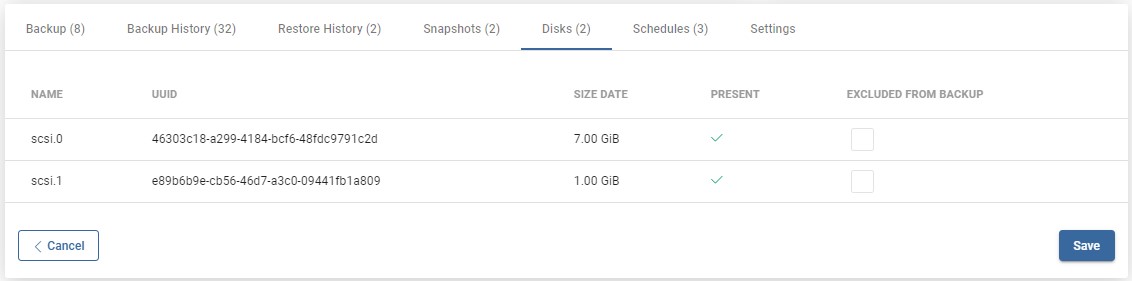 Backup (8) Backup History (32) Restore History (2) Snapshots (2) Disks (2) Schedules (3) Settings
NAME UUID SIZE DATE PRESENT EXCLUDED FROM BACKUP
scsi.0 46303c18-a299-4184-bcf6-48fdc9791c2d 7.00 GiB
scsi.1 e89b6b9e-cb56-46d7-a3c0-09441fb1a809 1.00 GiB
Cancel Save